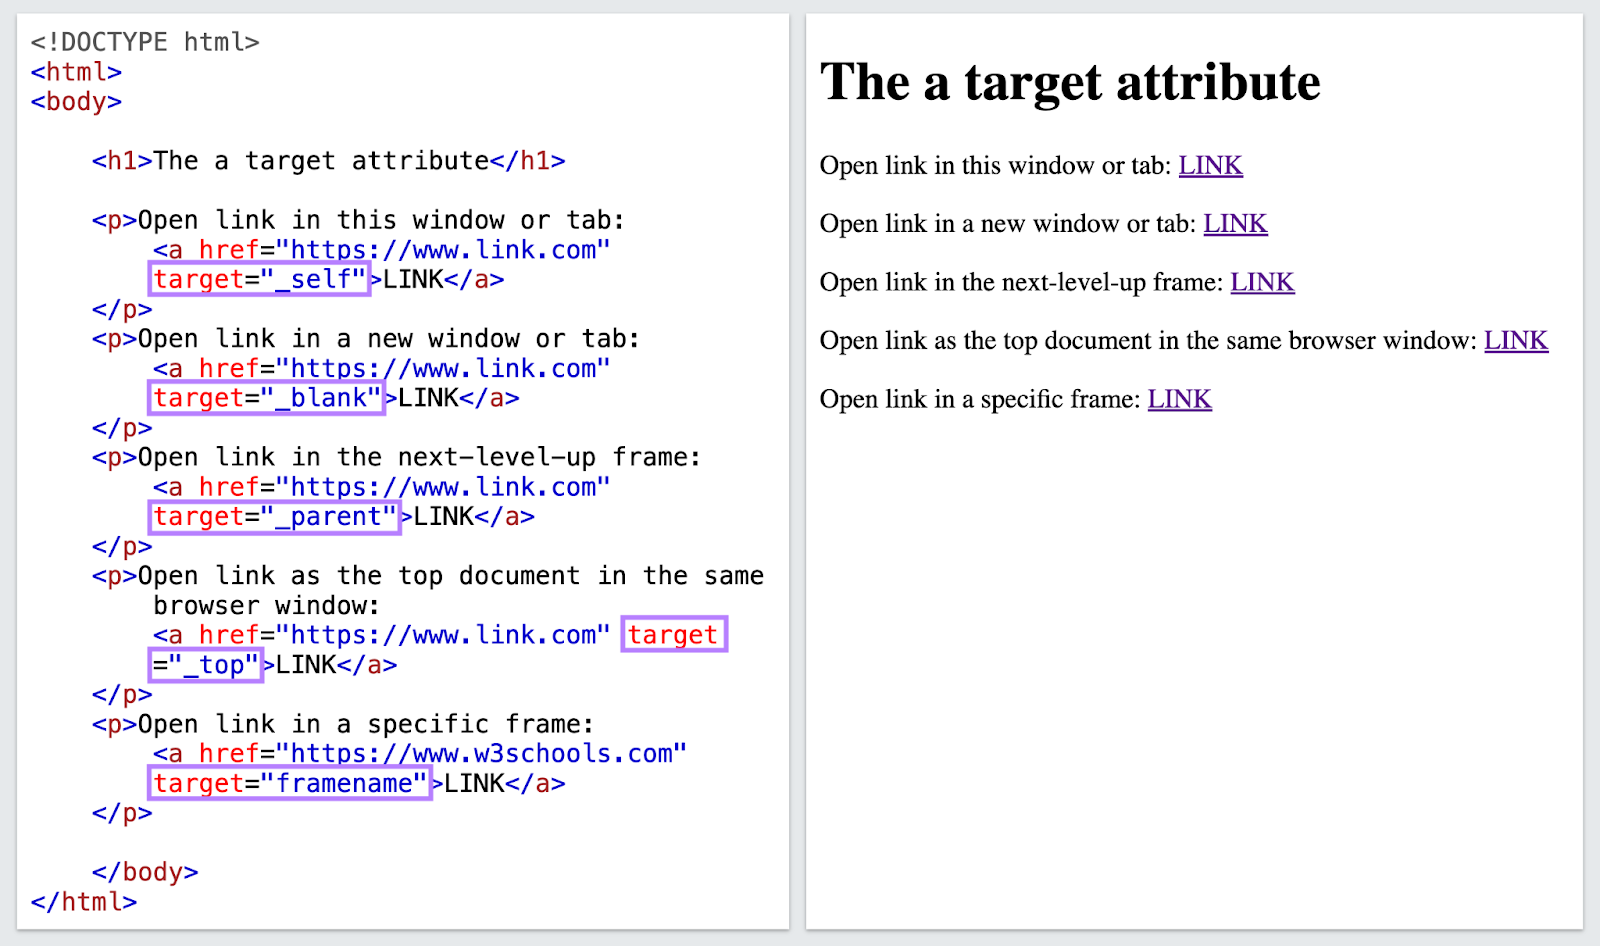 <!DOCTYPE html>
<html>
<body>
<h1>The a target attribute</h1>
<p>Open link in this window or tab:
<a href="https://www.link.com"
target="_self">LINK</a>
</p>
<p>Open link in a new window or tab:
<a href="https://www.link.com"
target="_blank">LINK</a>
</p>
<p>Open link in the next-level-up frame:
<a href="https://www.link.com"
target="_parent">LINK</a>
</p>
<p>Open link as the top document in the same
browser window:
<a href="https://www.link.com" target
="_top">LINK</a>
</p>
<p>Open link in a specific frame:
<a href="https://www.w3schools.com"
target="framename">LINK</a>
</p>
</body>
</html>
The a target attribute
Open link in this window or tab: LINK
Open link in a new window or tab: LINK
Open link in the next-level-up frame: LINK
Open link as the top document in the same browser window: LINK
Open link in a specific frame: LINK